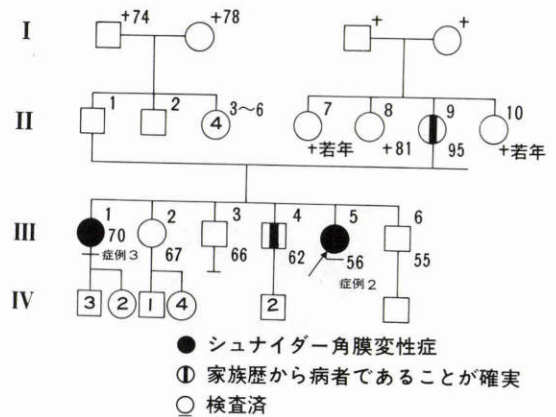 I +74 +78 + +
1 2 4 3～6 7 8 9 10
II +若年 +81 95 +若年
1 2 3 4 5 6
III 70 67 66 62 56 55
症例3 症例2
IV 3 2 1 4 2
シュナイダー角膜変性症
家族歴から病者であることが確実
検査済